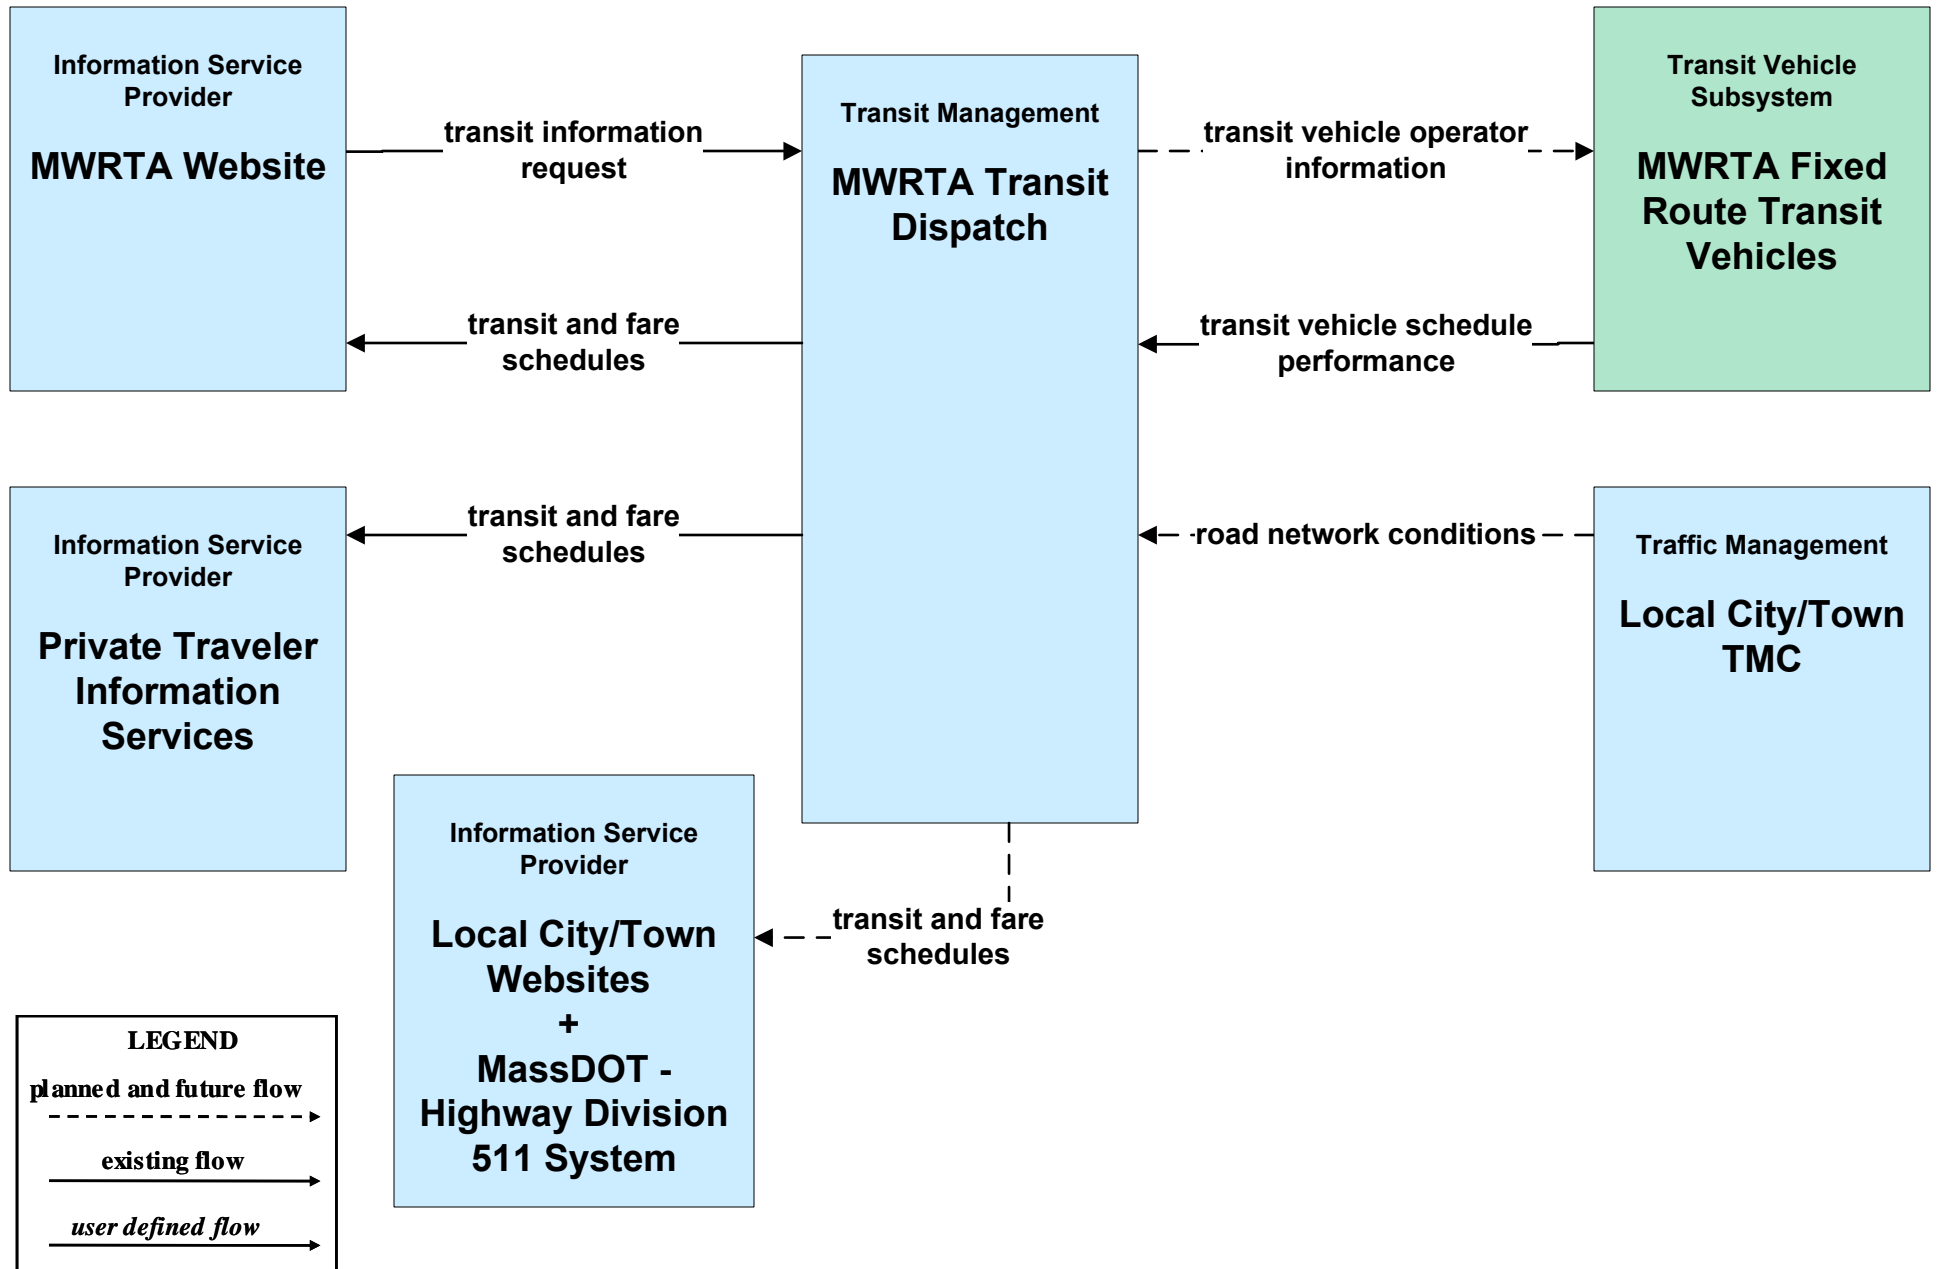 Information Service
Provider
MWRTA Website
transit information
request
transit and fare
schedules
Transit Management
MWRTA Transit
Dispatch
transit vehicle operator
information
transit vehicle schedule
performance
Transit Vehicle
Subsystem
MWRTA Fixed
Route Transit
Vehicles
Information Service
Provider
Private Traveler
Information
Services
transit and fare
schedules
road network conditions
Traffic Management
Local City/Town
TMC
Information Service
Provider
Local City/Town
Websites
+
MassDOT -
Highway Division
511 System
transit and fare
schedules
LEGEND
planned and future flow
existing flow
user defined flow